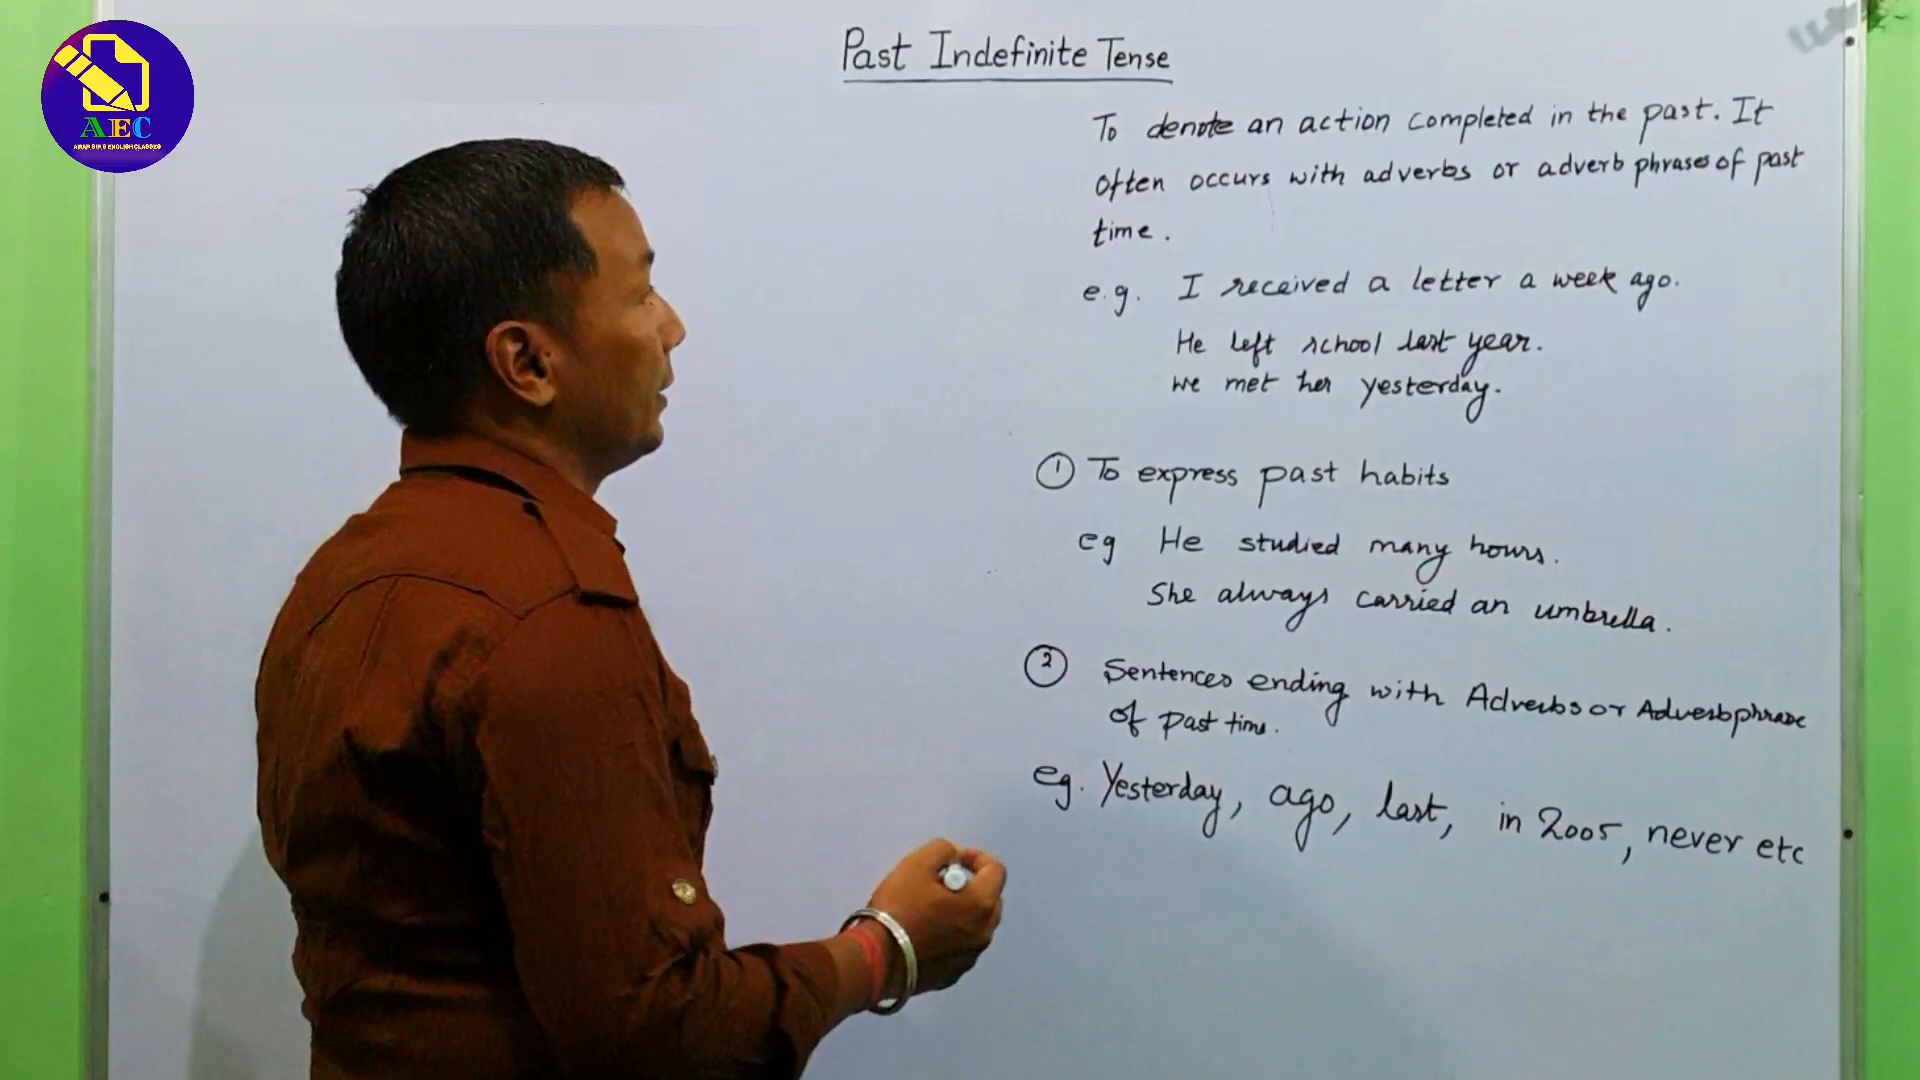 AEC
Past Indefinite Tense
To denote an action completed in the past. It
often occurs with adverbs or adverb phrases of past
time.
e.g. I received a letter a week ago.
He left school last year.
We met her yesterday.
1 To express past habits
eg He studied many hours.
She always carried an umbrella.
2 Sentences ending with Adverbs or Adverb phrase
of past time.
eg. Yesterday, ago, last, in 2005, never etc